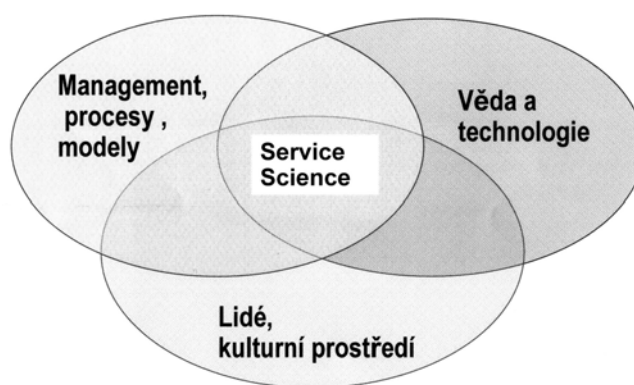 Management,
procesy ,
modely
Věda a
technologie
Service
Science
Lidé,
kulturní prostředí